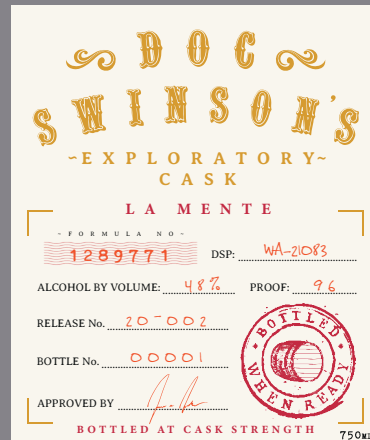 DOC
SWINSON'S
~EXPLORATORY~
CASK
LA MENTE
~FORMULA NO~
1289771
DSP: WA-21083
ALCOHOL BY VOLUME: 48%
PROOF: 96
RELEASE No. 20-002
BOTTLE No. 00001
APPROVED BY
BOTTLED
WHEN READY
BOTTLED AT CASK STRENGTH